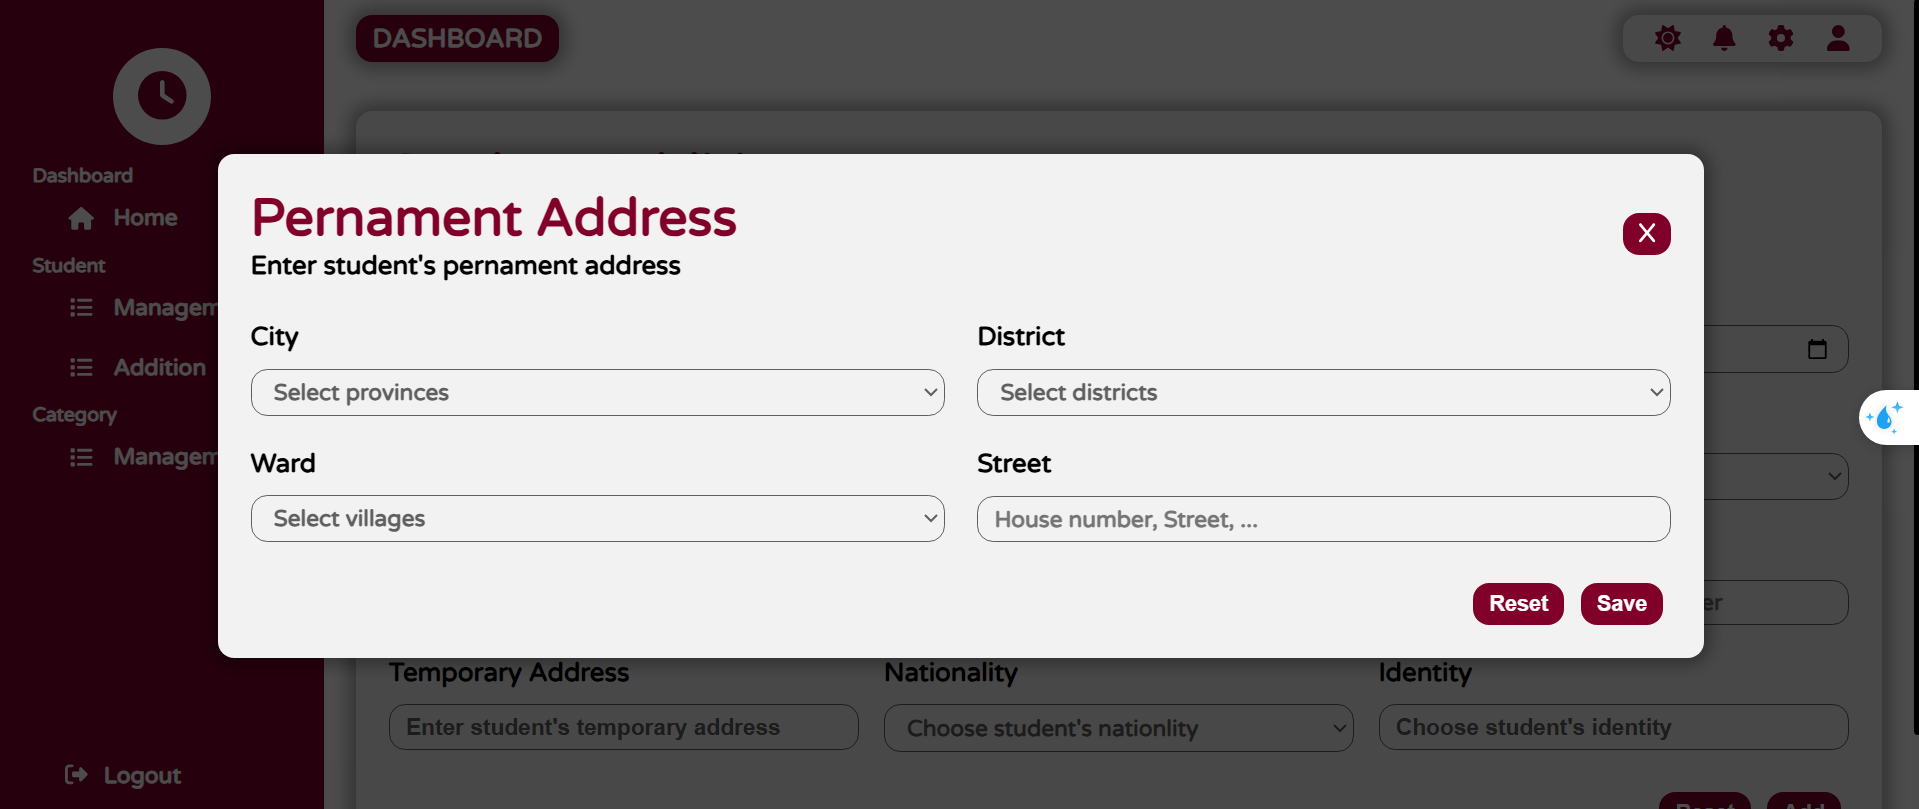 DASHBOARD
Dashboard
Home
Student
Managem
Addition
Category
Managem
Logout
Pernament Address
X
Enter student's pernament address
City
District
Select provinces
Select districts
Ward
Street
Select villages
House number, Street, ...
Reset
Save
er
Temporary Address
Nationality
Identity
Enter student's temporary address
Choose student's nationlity
Choose student's identity
Reset
Add